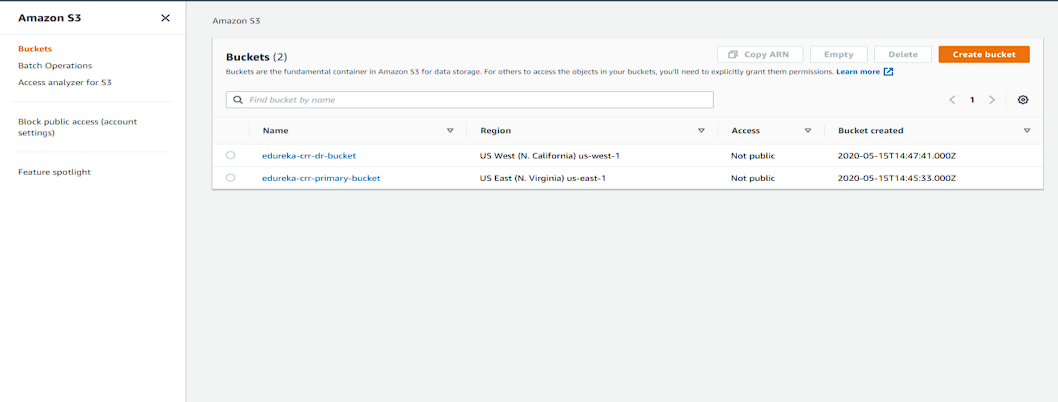 Amazon S3
Buckets
Batch Operations
Access analyzer for S3
Block public access (account
settings)
Feature spotlight
Amazon S3
Buckets (2)
Copy ARN
Empty
Delete
Create bucket
Buckets are the fundamental container in Amazon S3 for data storage. For others to access the objects in your buckets, you'll need to explicitly grant them permissions. Learn more
Find bucket by name
1
Name Region Access Bucket created
edureka-crr-dr-bucket US West (N. California) us-west-1 Not public 2020-05-15T14:47:41.000Z
edureka-crr-primary-bucket US East (N. Virginia) us-east-1 Not public 2020-05-15T14:45:33.000Z